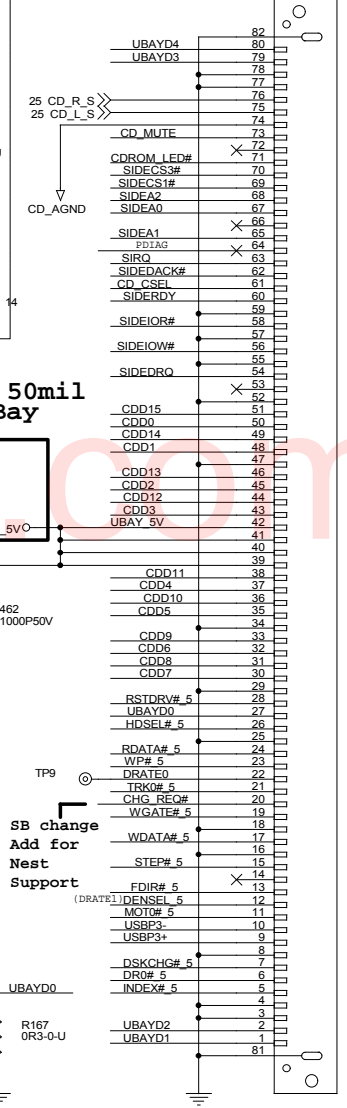 82
UBAYD4 80
UBAYD3 79
78
77
25 CD_R_S 76
25 CD_L_S 75
74
CD_MUTE 73
72
CDROM_LED# 71
SIDECS3# 70
SIDECS1# 69
SIDEA2 68
CD_AGND
SIDEA0 67
66
SIDEA1 65
PDIAG 64
SIRQ 63
SIDEDACK# 62
CD_CSEL 61
SIDERDY 60
14
59
SIDEIOR# 58
57
SIDEIOW# 56
55
SIDEDRQ 54
53
50mil
Bay
52
CDD15 51
CDD0 50
CDD14 49
CDD1 48
47
CDD13 46
CDD2 45
CDD12 44
CDD3 43
_5V UBAY_5V 42
41
40
39
CDD11 38
CDD4 37
CDD10 36
462
CDD5 35
1000P50V
34
CDD9 33
CDD6 32
CDD8 31
CDD7 30
29
RSTDRV#_5 28
UBAYD0 27
HDSEL#_5 26
25
RDATA#_5 24
WP#_5 23
TP9 DRATE0 22
TRK0#_5 21
CHG_REQ# 20
WGATE#_5 19
SB change
Add for
Nest
Support
18
WDATA#_5 17
16
STEP#_5 15
14
FDIR#_5 13
(DRATE1) DENSEL_5 12
MOT0#_5 11
USBP3- 10
USBP3+ 9
8
DSKCHG#_5 7
DR0#_5 6
UBAYD0 INDEX#_5 5
4
3
R167
0R3-0-U
UBAYD2 2
UBAYD1 1
81
.com